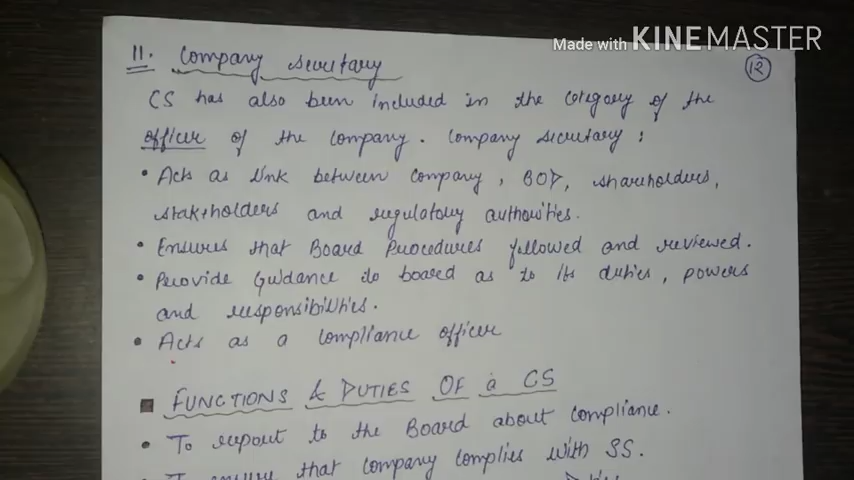 Made with KINEMASTER
12
11. Company Secretary
CS has also been included in the category of the
officer of the company. Company secretary :
• Acts as link between company, BOD, shareholders,
stakeholders and regulatory authorities.
• Ensures that Board Procedures followed and reviewed.
• Provide Guidance to board as to its duties, powers
and responsibilities.
• Acts as a compliance officer
■ FUNCTIONS & DUTIES OF a CS
• To report to the Board about compliance.
• To ensure that company complies with SS.